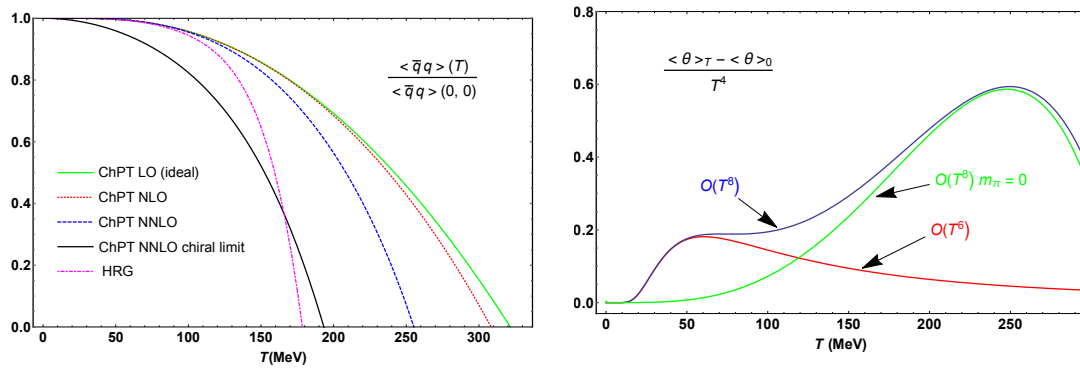 1.0
0.8
0.6
0.4
0.2
0.0
0 50 100 150 200 250 300
T(MeV)
< q̅ q > (T)
< q̅ q > (0, 0)
ChPT LO (ideal)
ChPT NLO
ChPT NNLO
ChPT NNLO chiral limit
HRG
0.8
0.6
0.4
0.2
0.0
0 50 100 150 200 250
T (MeV)
< θ >T − < θ >0
T⁴
O(T⁸)
O(T⁸) mπ = 0
O(T⁶)